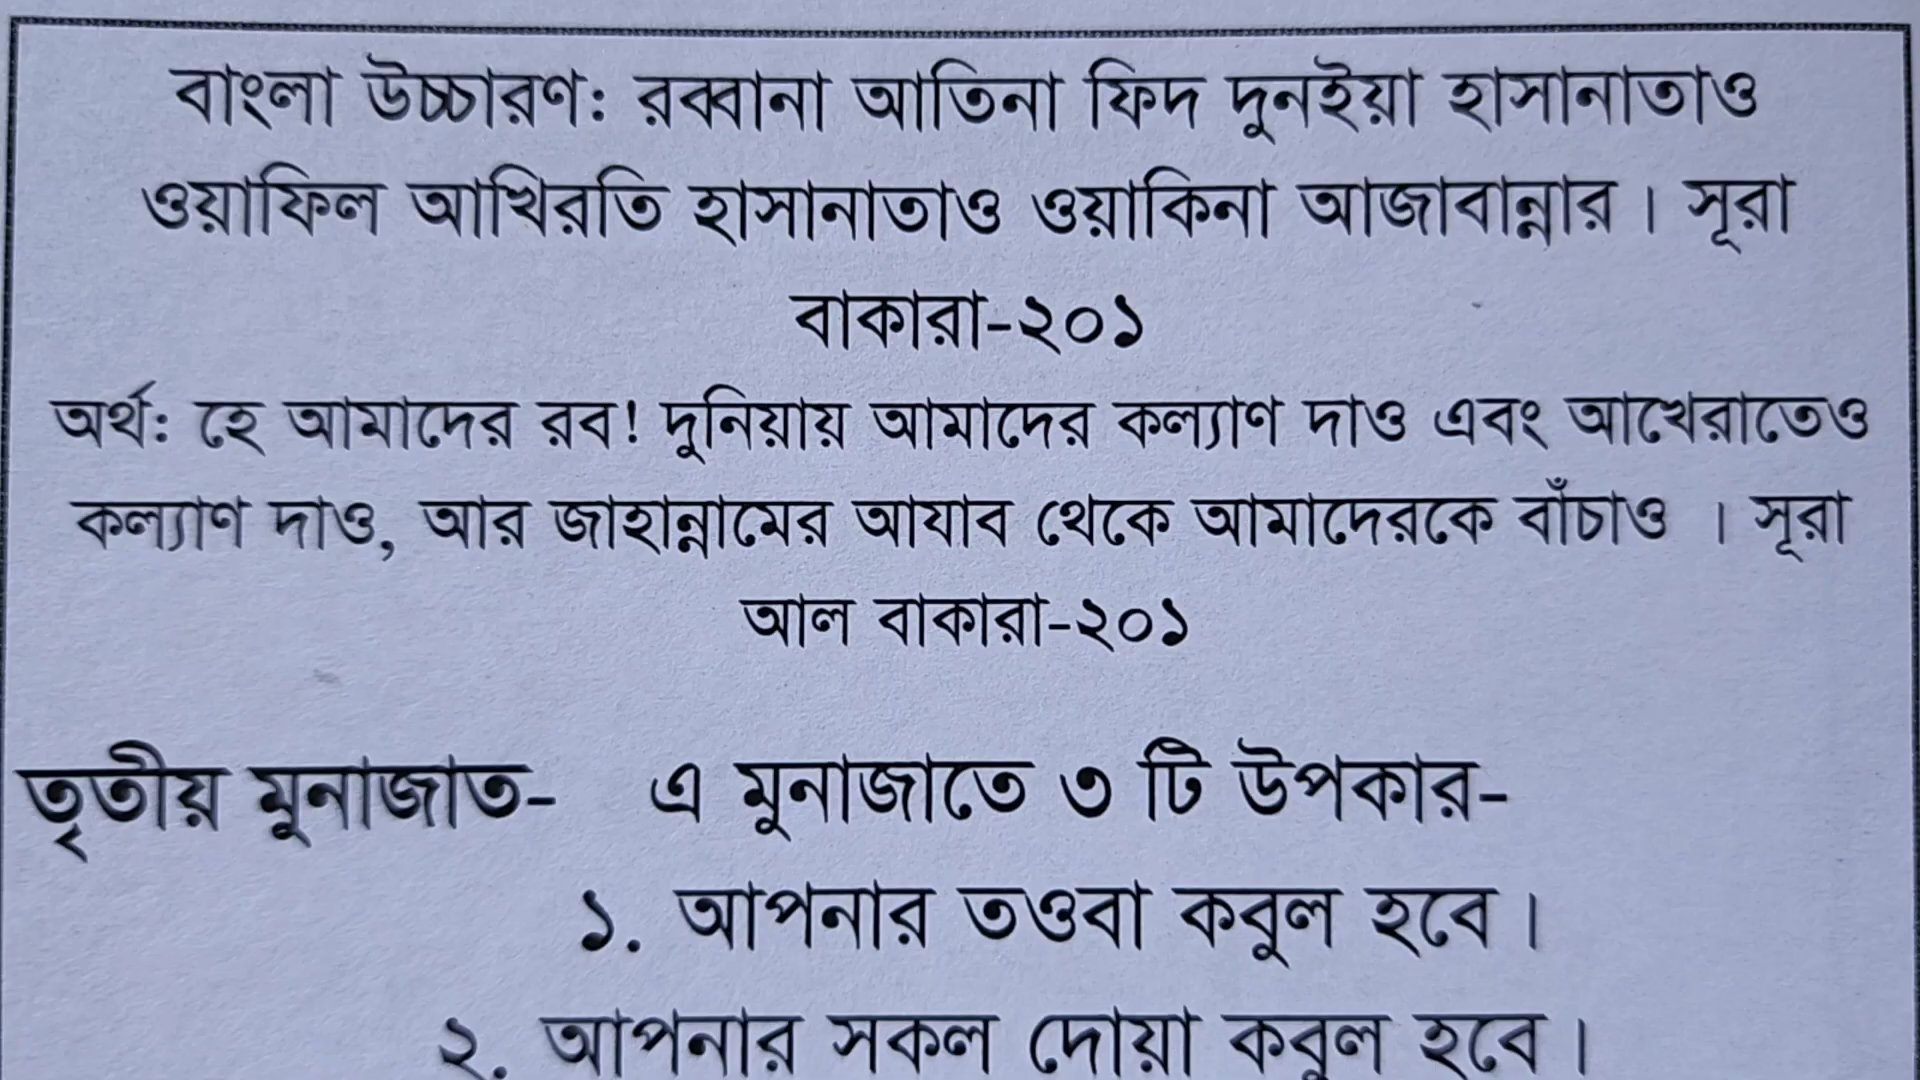 বাংলা উচ্চারণ: রব্বানা আতিনা ফিদ দুনইয়া হাসানাতাও
ওয়াফিল আখিরতি হাসানাতাও ওয়াকিনা আজাবান্নার। সূরা
বাকারা-২০১
অর্থ: হে আমাদের রব! দুনিয়ায় আমাদের কল্যাণ দাও এবং আখেরাতেও
কল্যাণ দাও, আর জাহান্নামের আযাব থেকে আমাদেরকে বাঁচাও । সূরা
আল বাকারা-২০১
তৃতীয় মুনাজাত- এ মুনাজাতে ৩ টি উপকার-
১. আপনার তওবা কবুল হবে।
২. আপনার সকল দোয়া কবুল হবে।